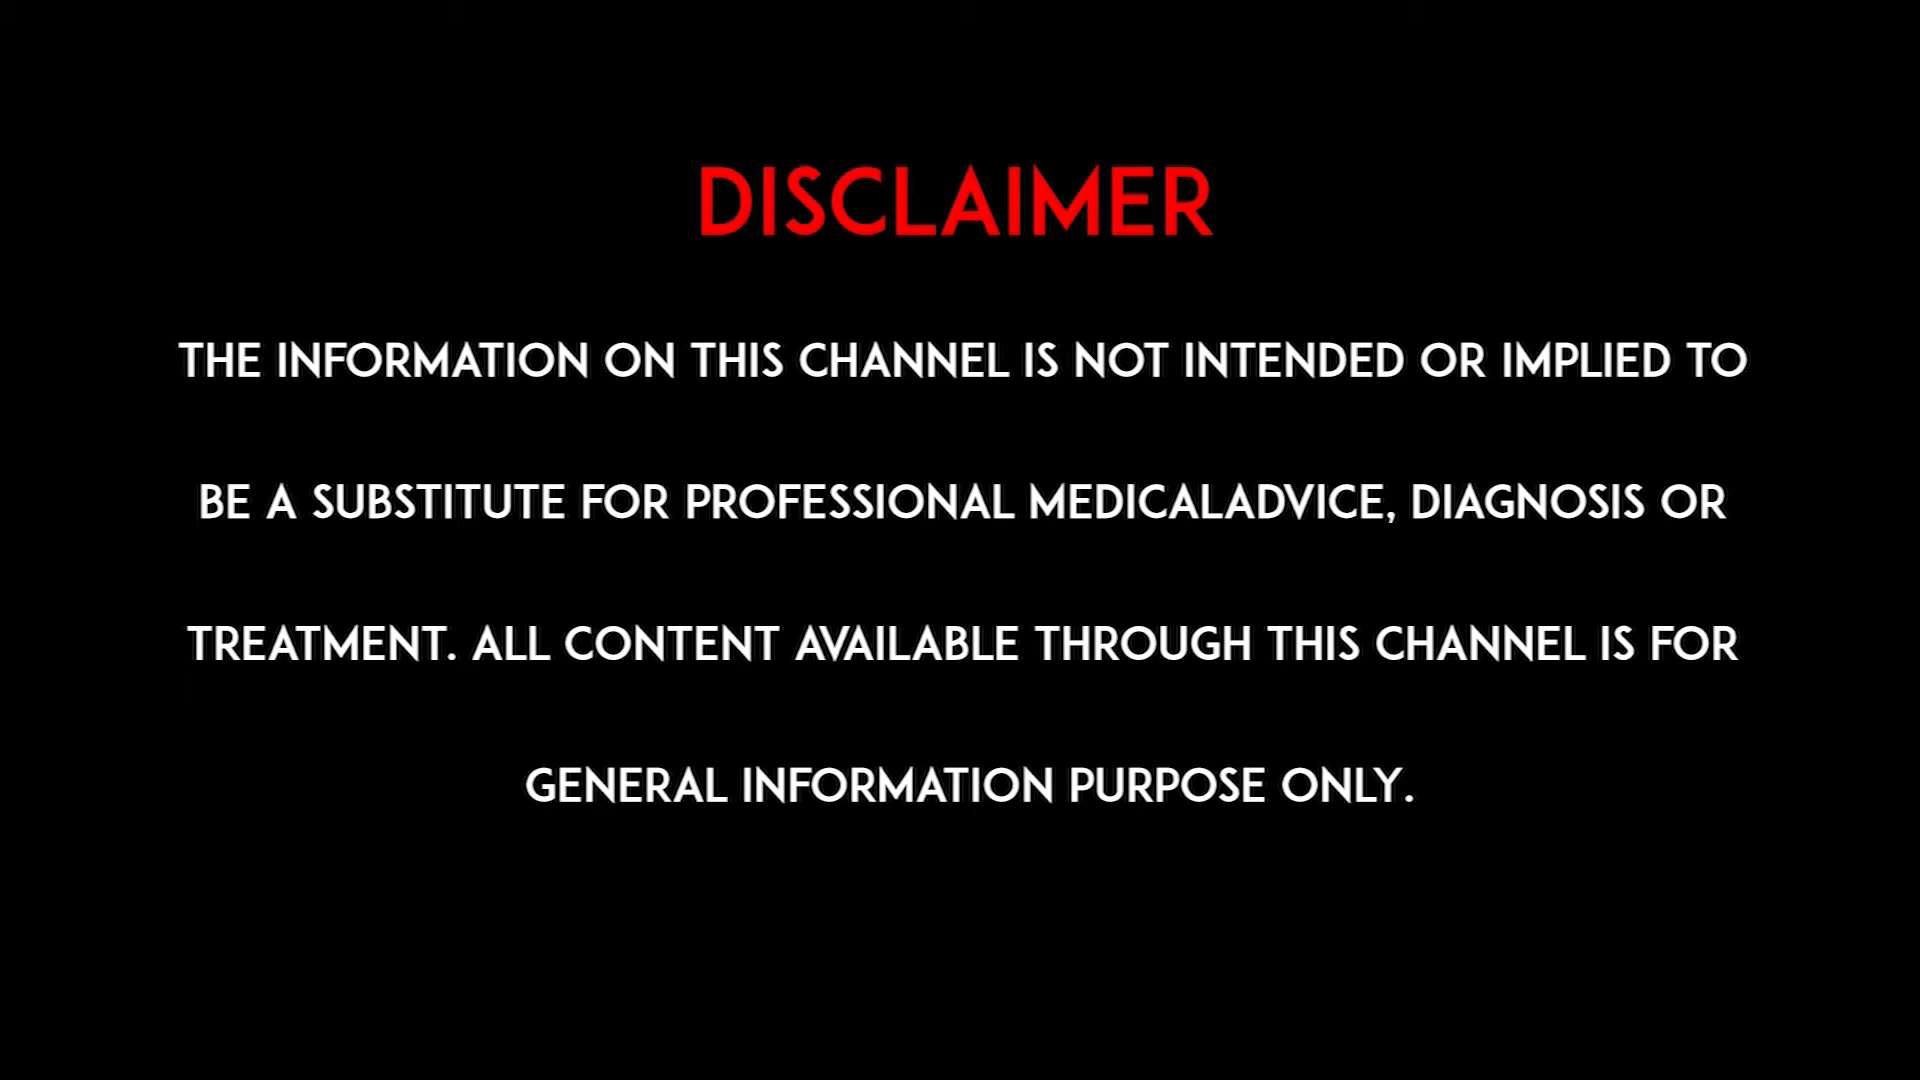 DISCLAIMER
THE INFORMATION ON THIS CHANNEL IS NOT INTENDED OR IMPLIED TO
BE A SUBSTITUTE FOR PROFESSIONAL MEDICALADVICE, DIAGNOSIS OR
TREATMENT. ALL CONTENT AVAILABLE THROUGH THIS CHANNEL IS FOR
GENERAL INFORMATION PURPOSE ONLY.